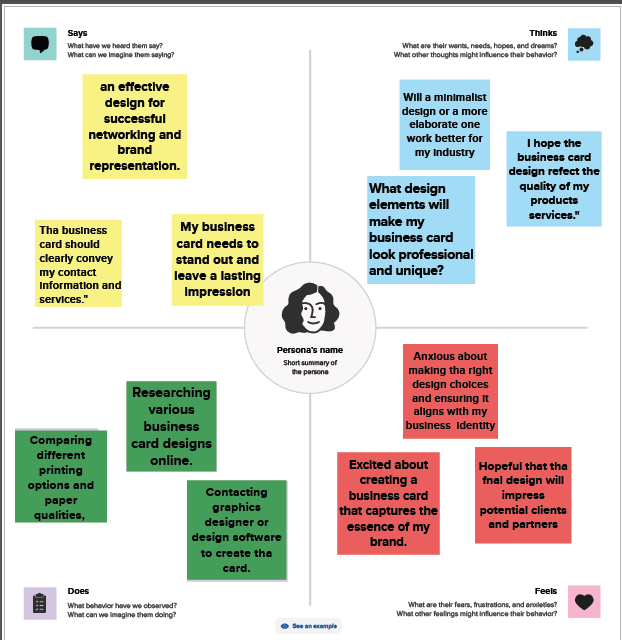 Says
What have we heard them say?
What can we imagine them saying?
Thinks
What are their wants, needs, hopes, and dreams?
What other thoughts might influence their behavior?
an effective
design for
successful
networking and
brand
representation.
Tha business
card should
clearly convey
my contact
information and
services."
My business
card needs to
stand out and
leave a lasting
impression
Will a minimalist
design or a more
elaborate one
work better for
my industry
I hope the
business card
design refect the
quality of my
products
services."
What design
elements will
make my
business card
look professional
and unique?
Persona's name
Short summary of
the persona
Researching
various
business
card designs
online.
Comparing
different
printing
options and
paper
qualities,
Contacting
graphics
designer or
design software
to create tha
card.
Anxious about
making tha right
design choices
and ensuring it
aligns with my
business identity
Excited about
creating a
business card
that captures the
essence of my
brand.
Hopeful that tha
fnal design will
impress
potential clients
and partners
Does
What behavior have we observed?
What can we imagine them doing?
Feels
What are their fears, frustrations, and anxieties?
What other feelings might influence their behavior?
See an example